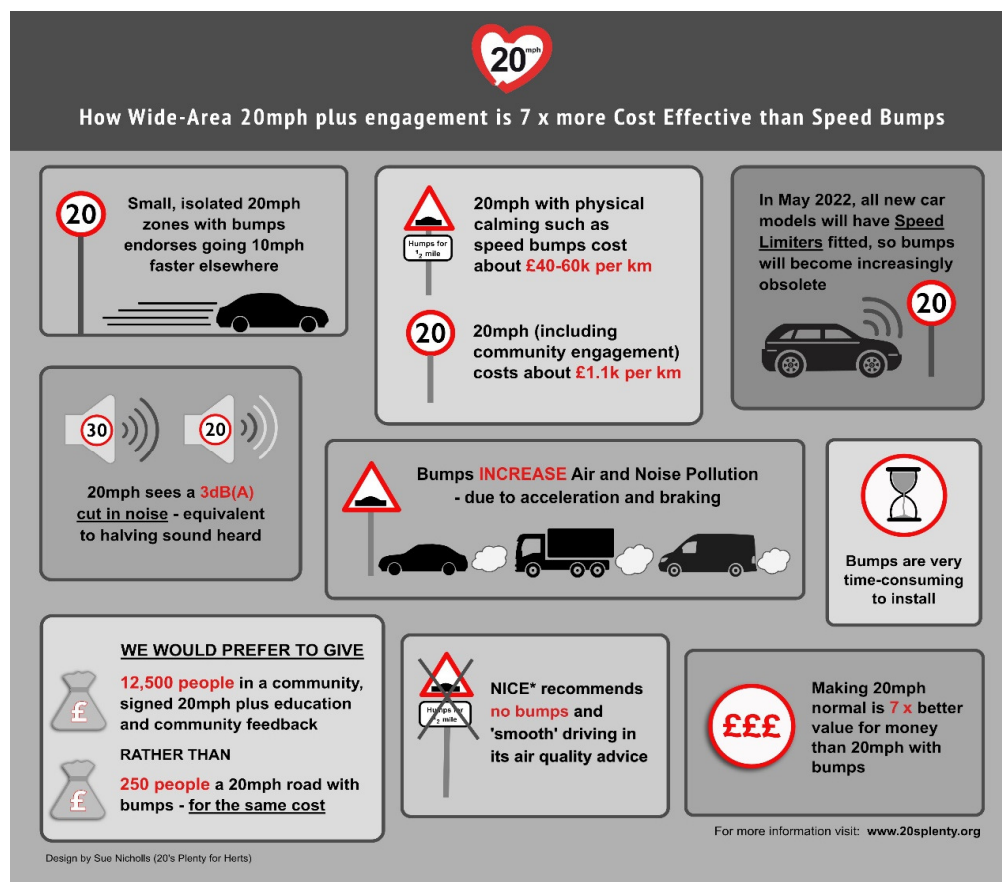 20 mph
How Wide-Area 20mph plus engagement is 7 x more Cost Effective than Speed Bumps
20
Small, isolated 20mph
zones with bumps
endorses going 10mph
faster elsewhere
Humps for
1/2 mile
20mph with physical
calming such as
speed bumps cost
about £40-60k per km
20
20mph (including
community engagement)
costs about £1.1k per km
In May 2022, all new car
models will have Speed
Limiters fitted, so bumps
will become increasingly
obsolete
20
30
20
20mph sees a 3dB(A)
cut in noise - equivalent
to halving sound heard
Bumps INCREASE Air and Noise Pollution
- due to acceleration and braking
Bumps are very
time-consuming
to install
WE WOULD PREFER TO GIVE
£
12,500 people in a community,
signed 20mph plus education
and community feedback
RATHER THAN
£
250 people a 20mph road with
bumps - for the same cost
Humps for
1/2 mile
NICE* recommends
no bumps and
'smooth' driving in
its air quality advice
£££
Making 20mph
normal is 7 x better
value for money
than 20mph with
bumps
For more information visit: www.20splenty.org
Design by Sue Nicholls (20's Plenty for Herts)